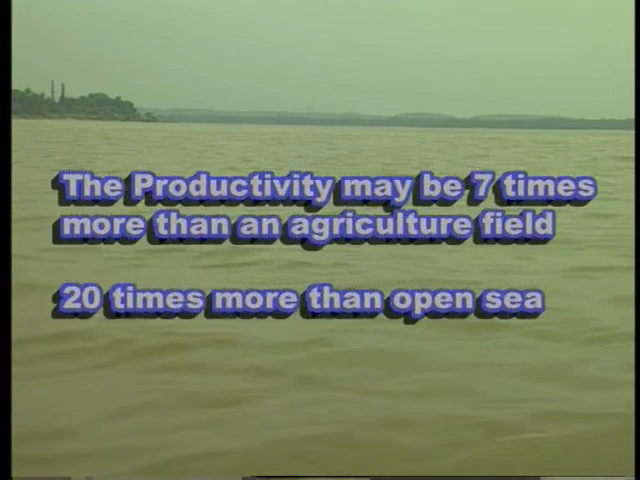 The Productivity may be 7 times
more than an agriculture field
20 times more than open sea